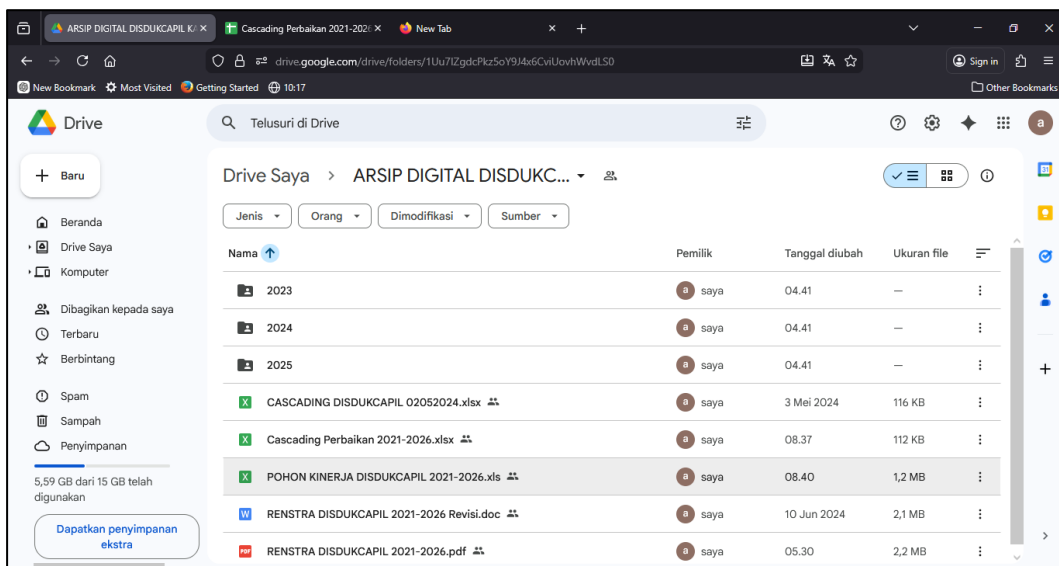 ARSIP DIGITAL DISDUKCAPIL KA
Cascading Perbaikan 2021-2026
New Tab
drive.google.com/drive/folders/1Uu7IZgdcPkz5oY9J4x6CviUovhWvdLS0
Sign in
New Bookmark
Most Visited
Getting Started
10:17
Other Bookmarks
Drive
Telusuri di Drive
a
Baru
Drive Saya > ARSIP DIGITAL DISDUKC...
31
Beranda
Drive Saya
Komputer
Dibagikan kepada saya
Terbaru
Berbintang
Spam
Sampah
Penyimpanan
5,59 GB dari 15 GB telah
digunakan
Dapatkan penyimpanan
ekstra
Jenis Orang Dimodifikasi Sumber
Nama Pemilik Tanggal diubah Ukuran file
2023 a saya 04.41 —
2024 a saya 04.41 —
2025 a saya 04.41 —
X CASCADING DISDUKCAPIL 02052024.xlsx a saya 3 Mei 2024 116 KB
X Cascading Perbaikan 2021-2026.xlsx a saya 08.37 112 KB
X POHON KINERJA DISDUKCAPIL 2021-2026.xls a saya 08.40 1,2 MB
W RENSTRA DISDUKCAPIL 2021-2026 Revisi.doc a saya 10 Jun 2024 2,1 MB
PDF RENSTRA DISDUKCAPIL 2021-2026.pdf a saya 05.30 2,2 MB